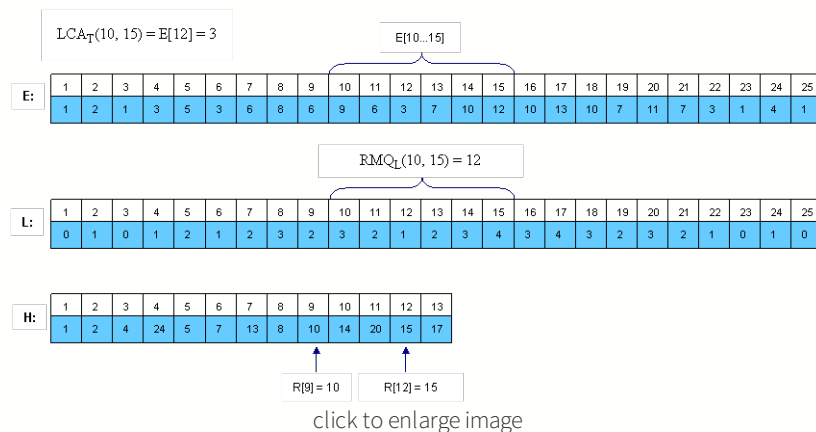 LCA_T(10, 15) = E[12] = 3
E[10...15]
E:
1 2 3 4 5 6 7 8 9 10 11 12 13 14 15 16 17 18 19 20 21 22 23 24 25
1 2 1 3 5 3 6 8 6 9 6 3 7 10 12 10 13 10 7 11 7 3 1 4 1
RMQ_L(10, 15) = 12
L:
1 2 3 4 5 6 7 8 9 10 11 12 13 14 15 16 17 18 19 20 21 22 23 24 25
0 1 0 1 2 1 2 3 2 3 2 1 2 3 4 3 4 3 2 3 2 1 0 1 0
H:
1 2 3 4 5 6 7 8 9 10 11 12 13
1 2 4 24 5 7 13 8 10 14 20 15 17
R[9] = 10 R[12] = 15
click to enlarge image